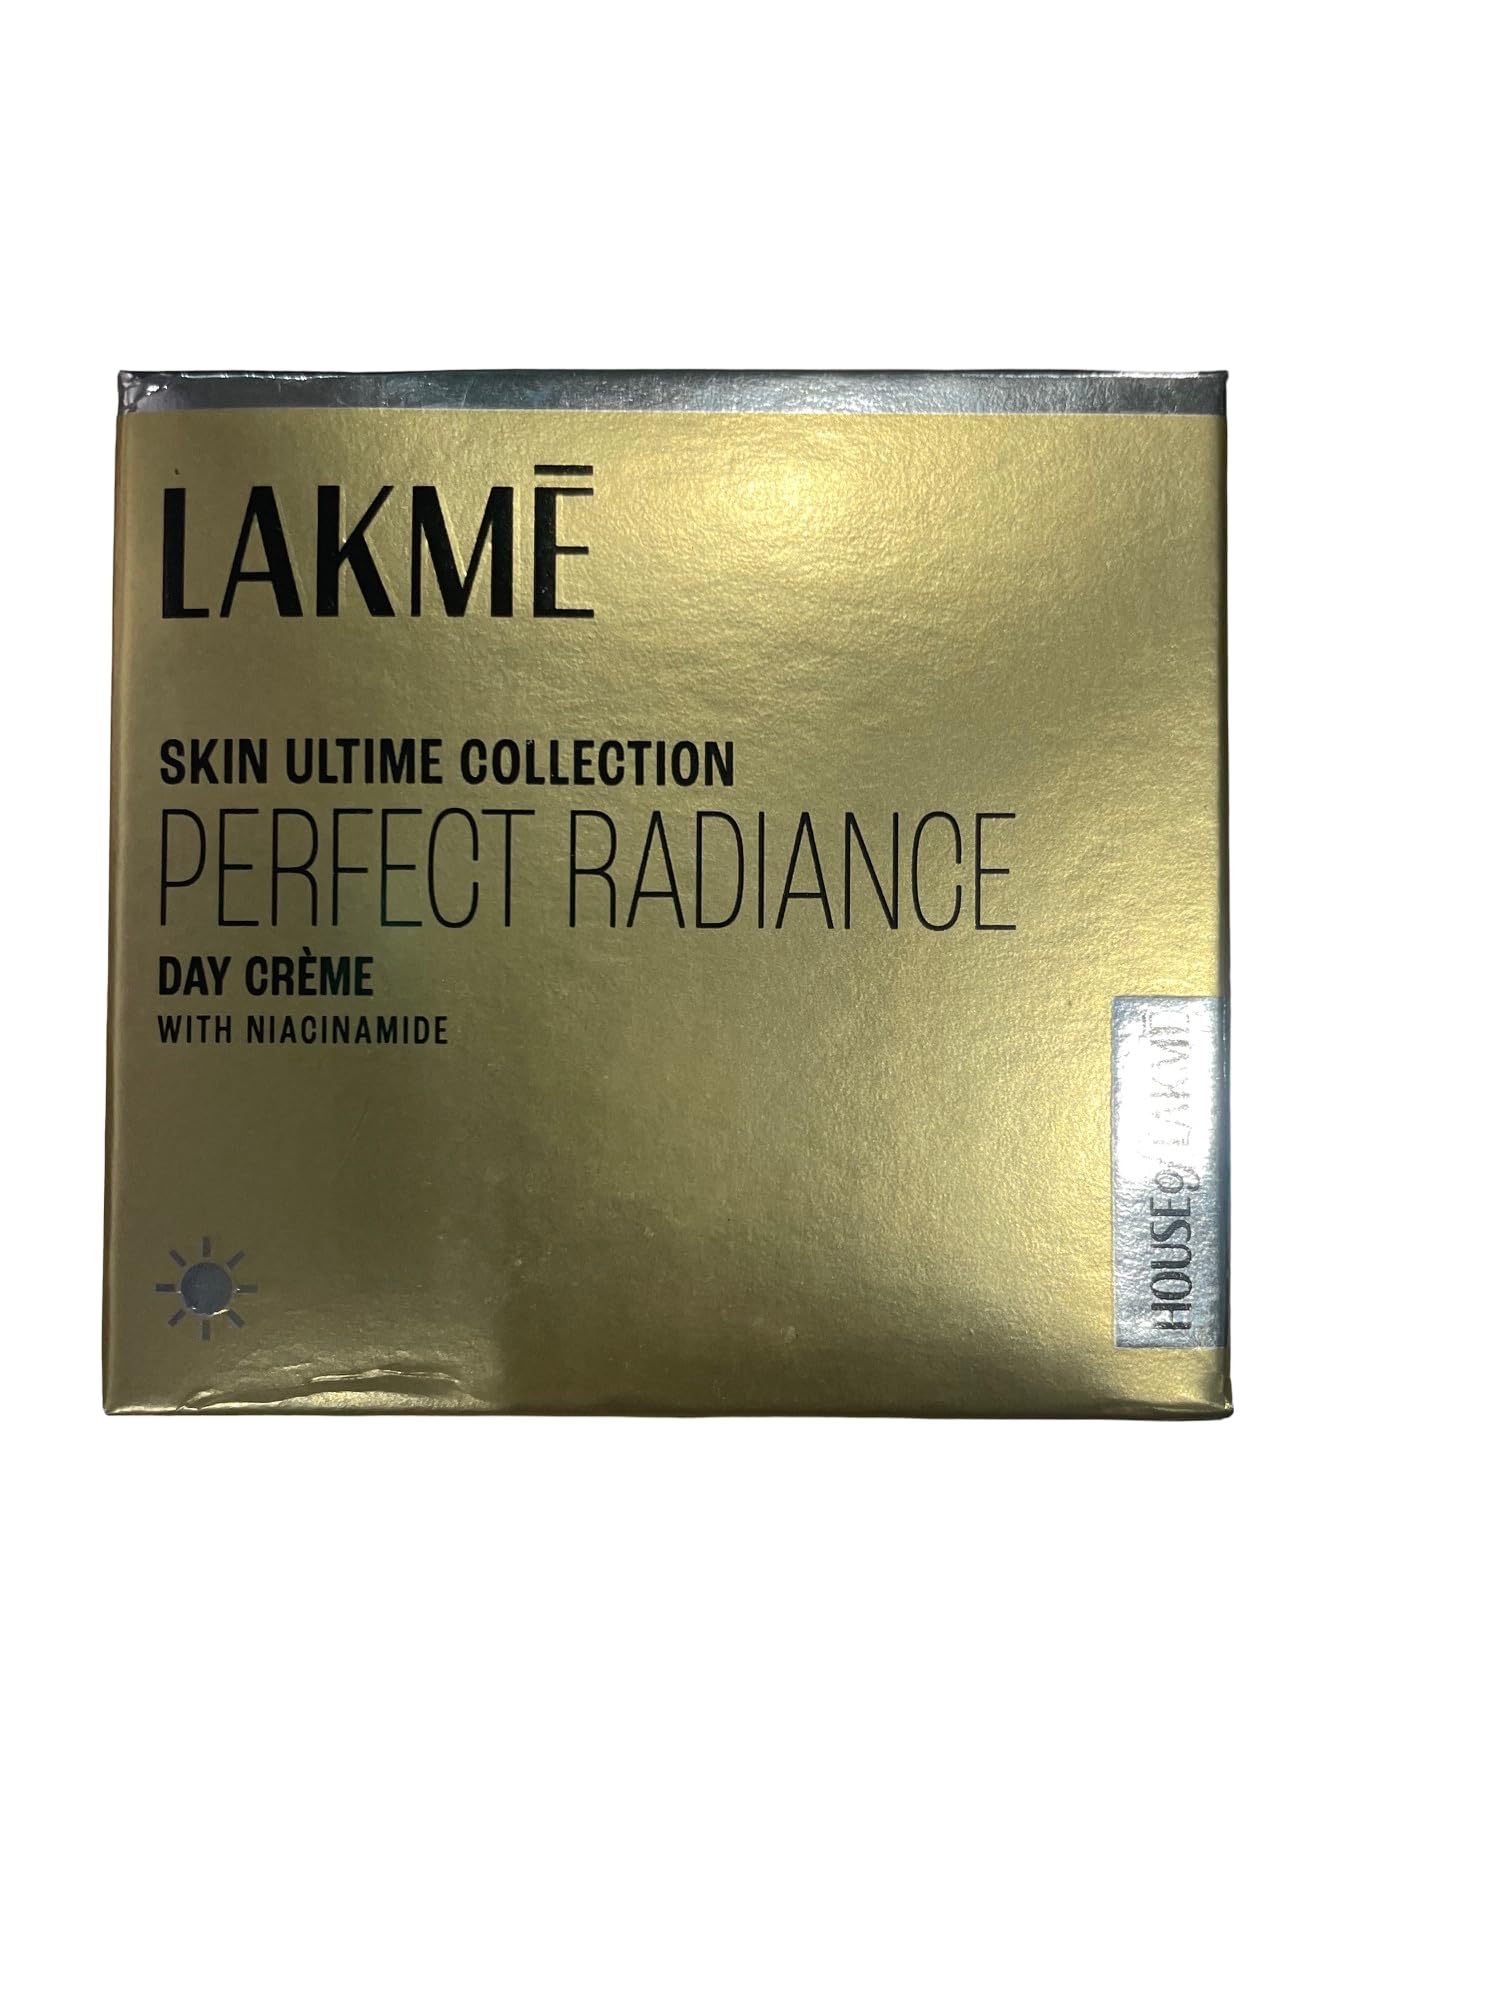 LAKMĒ
SKIN ULTIME COLLECTION
PERFECT RADIANCE
DAY CRÈME
WITH NIACINAMIDE
HOUSE of LAKMĒ